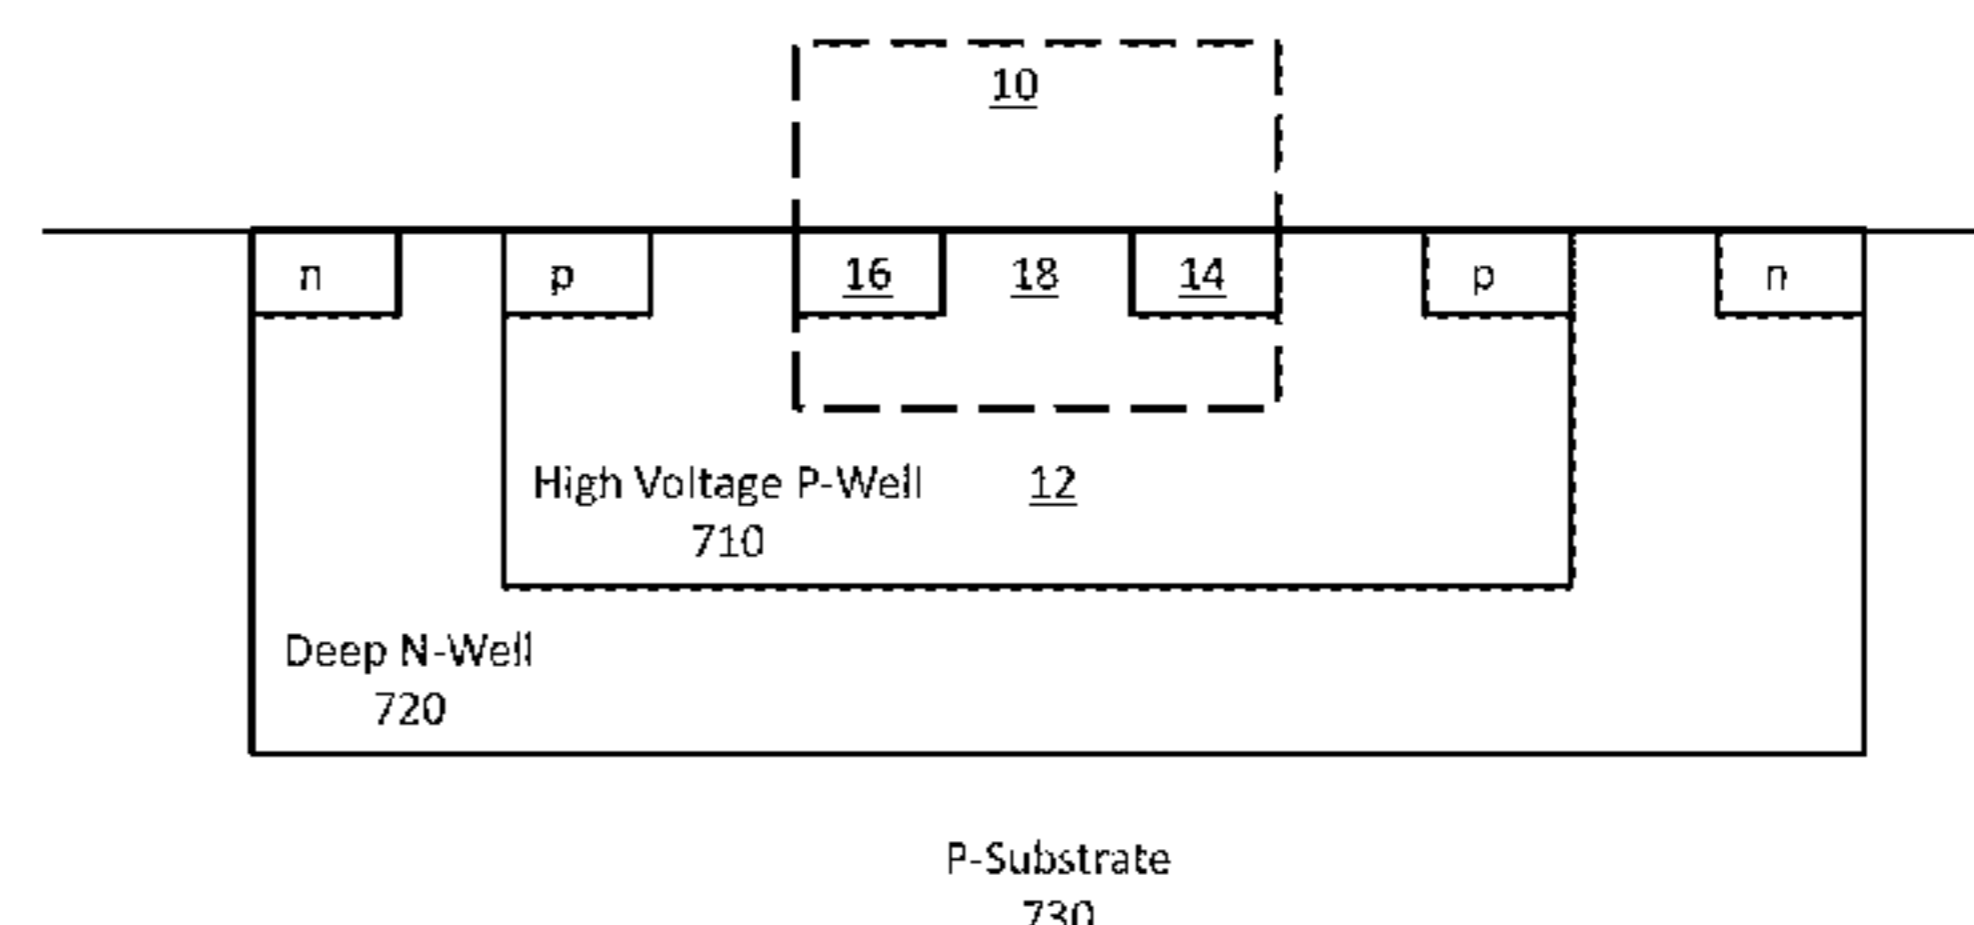 10
n p 16 18 14 p n
High Voltage P-Well 12
710
Deep N-Well
720
P-Substrate
730